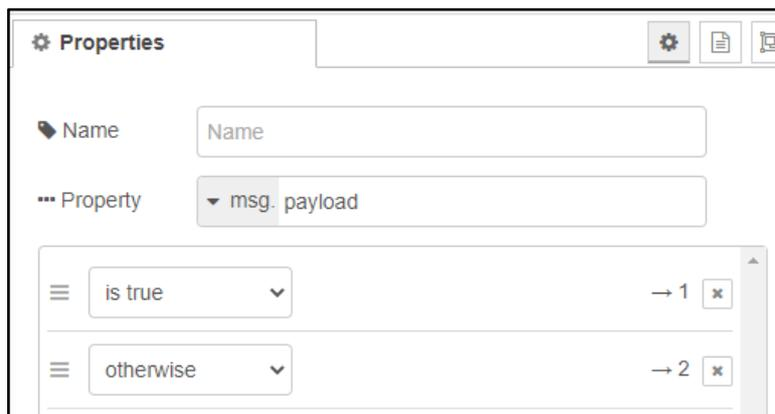 Properties
Name Name
Property msg. payload
is true → 1
otherwise → 2